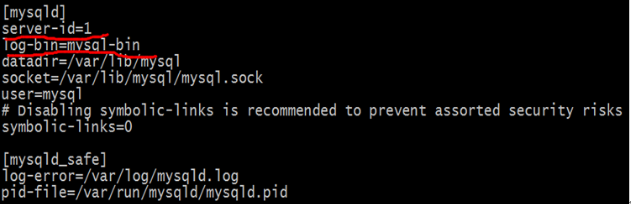 [mysqld]
server-id=1
log-bin=mysql-bin
datadir=/var/lib/mysql
socket=/var/lib/mysql/mysql.sock
user=mysql
# Disabling symbolic-links is recommended to prevent assorted security risks
symbolic-links=0
[mysqld_safe]
log-error=/var/log/mysqld.log
pid-file=/var/run/mysqld/mysqld.pid